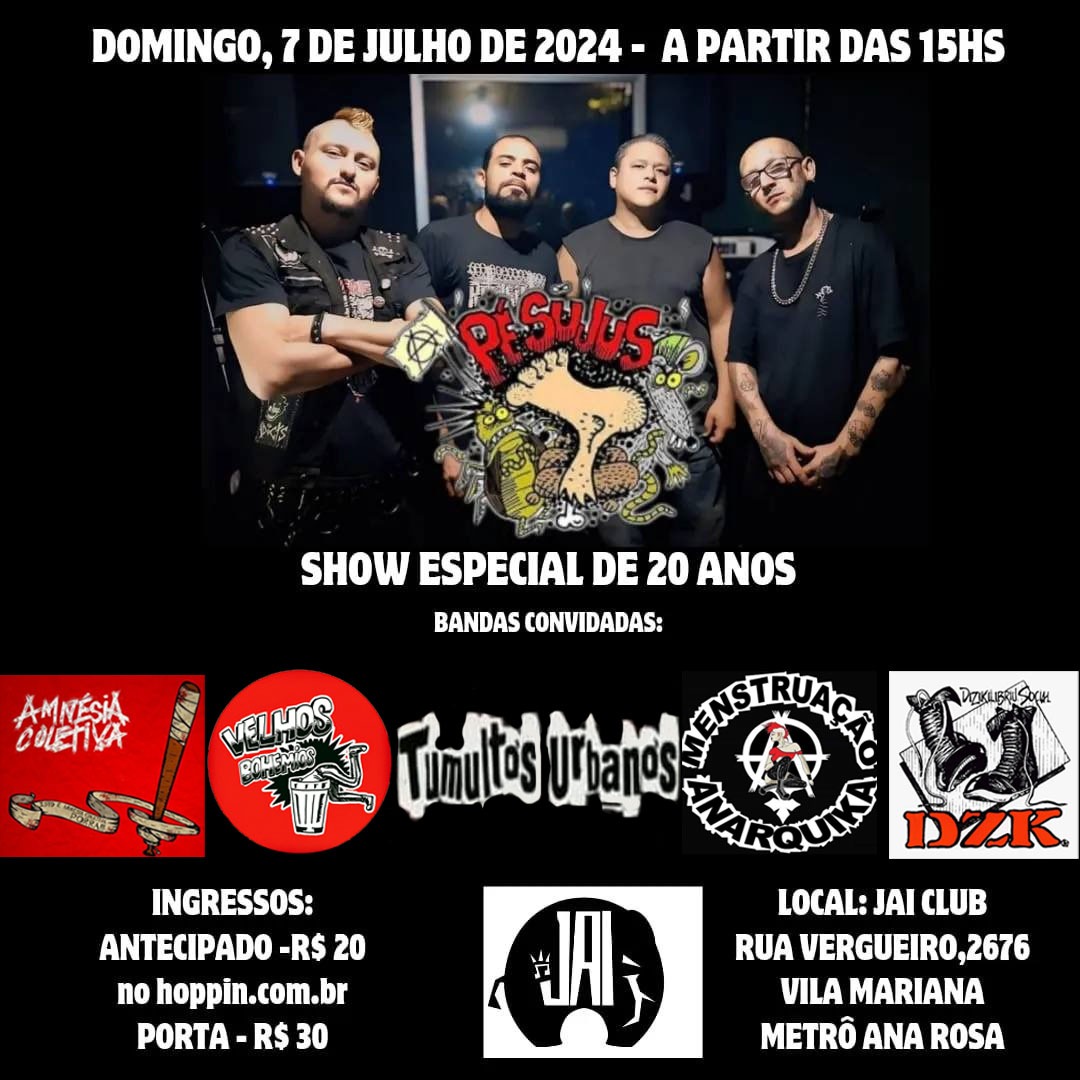 DOMINGO, 7 DE JULHO DE 2024 - A PARTIR DAS 15HS
PÉ SUJUS
SHOW ESPECIAL DE 20 ANOS
BANDAS CONVIDADAS:
AMNÉSIA
COLETIVA
VELHOS
BOHEMIOS
Tumultos Urbanos
MENSTRUAÇÃO
ANARQUIKA
DIZIKILIBRIU SOCIAL
DZK
INGRESSOS:
ANTECIPADO -R$ 20
no hoppin.com.br
PORTA - R$ 30
JAI
LOCAL: JAI CLUB
RUA VERGUEIRO,2676
VILA MARIANA
METRÔ ANA ROSA